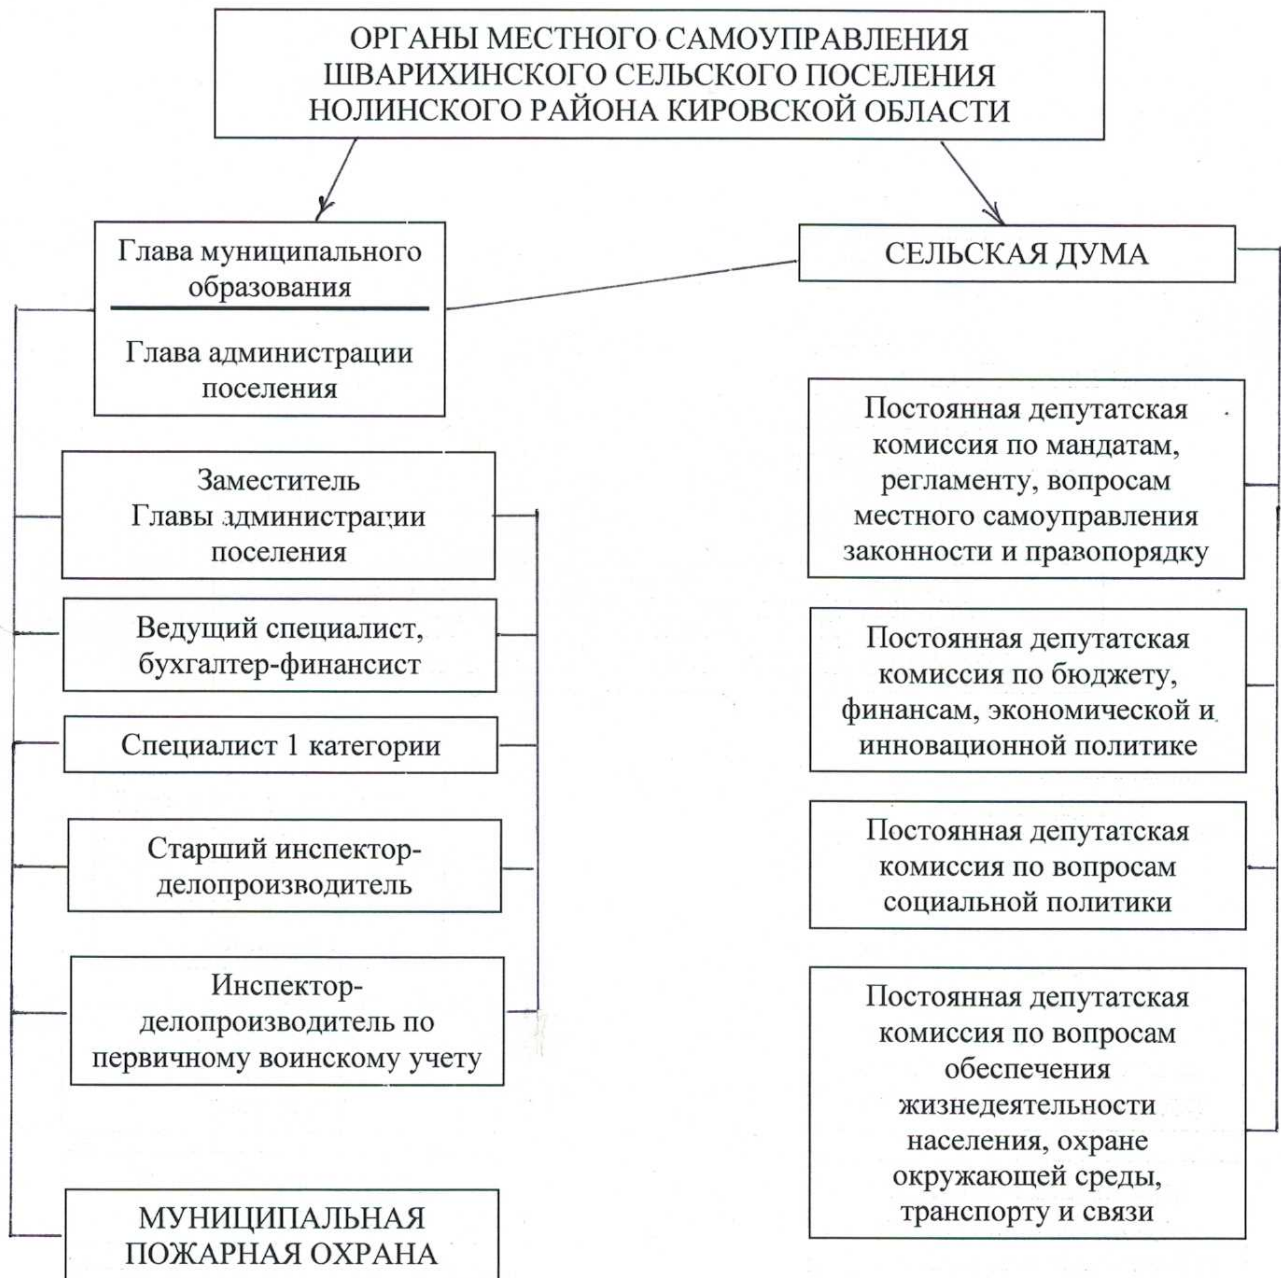 ОРГАНЫ МЕСТНОГО САМОУПРАВЛЕНИЯ
ШВАРИХИНСКОГО СЕЛЬСКОГО ПОСЕЛЕНИЯ
НОЛИНСКОГО РАЙОНА КИРОВСКОЙ ОБЛАСТИ
Глава муниципального
образования
Глава администрации
поселения
Заместитель
Главы администрации
поселения
Ведущий специалист,
бухгалтер-финансист
Специалист 1 категории
Старший инспектор-
делопроизводитель
Инспектор-
делопроизводитель по
первичному воинскому учету
МУНИЦИПАЛЬНАЯ
ПОЖАРНАЯ ОХРАНА
СЕЛЬСКАЯ ДУМА
Постоянная депутатская
комиссия по мандатам,
регламенту, вопросам
местного самоуправления
законности и правопорядку
Постоянная депутатская
комиссия по бюджету,
финансам, экономической и
инновационной политике
Постоянная депутатская
комиссия по вопросам
социальной политики
Постоянная депутатская
комиссия по вопросам
обеспечения
жизнедеятельности
населения, охране
окружающей среды,
транспорту и связи